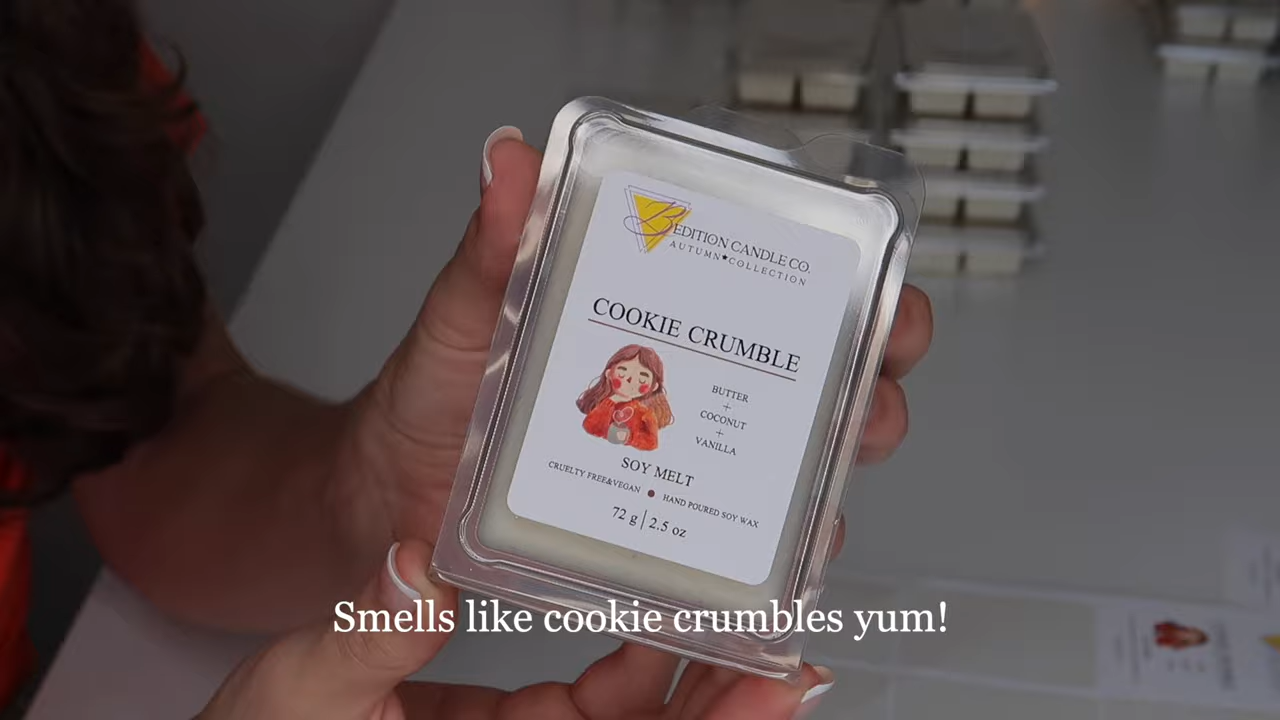 B EDITION CANDLE CO.
AUTUMN★COLLECTION
COOKIE CRUMBLE
BUTTER
+
COCONUT
+
VANILLA
SOY MELT
CRUELTY FREE&VEGAN ● HAND POURED SOY WAX
72 g | 2.5 oz
Smells like cookie crumbles yum!